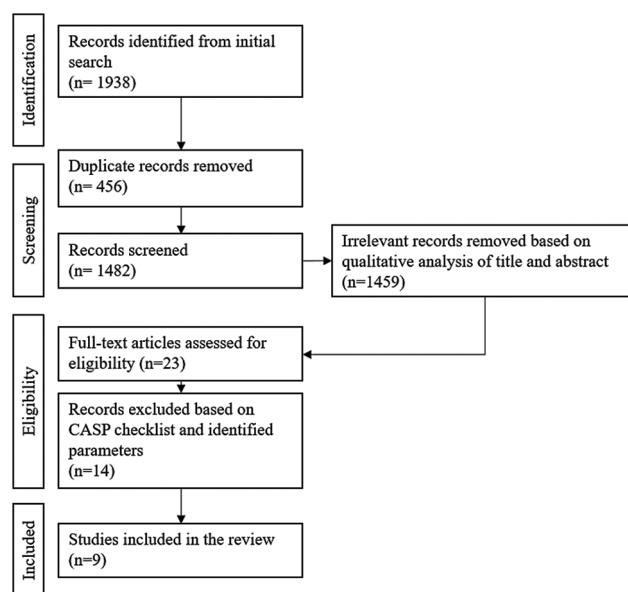 Identification
Records identified from initial
search
(n= 1938)
Screening
Duplicate records removed
(n= 456)
Records screened
(n= 1482)
Irrelevant records removed based on
qualitative analysis of title and abstract
(n=1459)
Eligibility
Full-text articles assessed for
eligibility (n=23)
Records excluded based on
CASP checklist and identified
parameters
(n=14)
Included
Studies included in the review
(n=9)